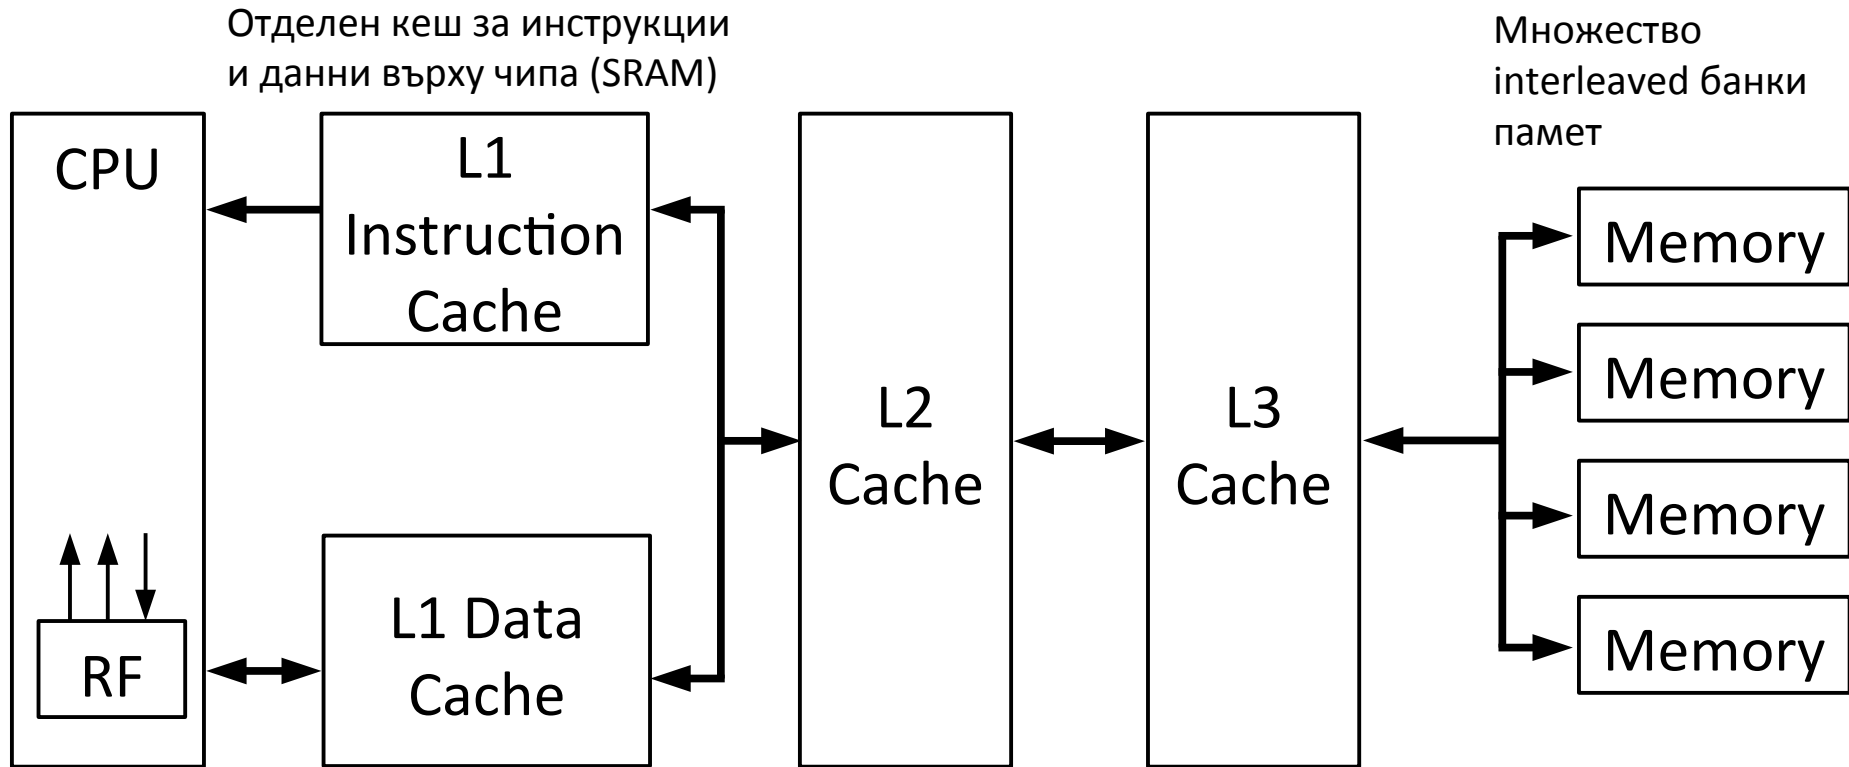 Отделен кеш за инструкции
и данни върху чипа (SRAM)
Множество
interleaved банки
памет
CPU
L1
Instruction
Cache
L1 Data
Cache
RF
L2
Cache
L3
Cache
Memory
Memory
Memory
Memory